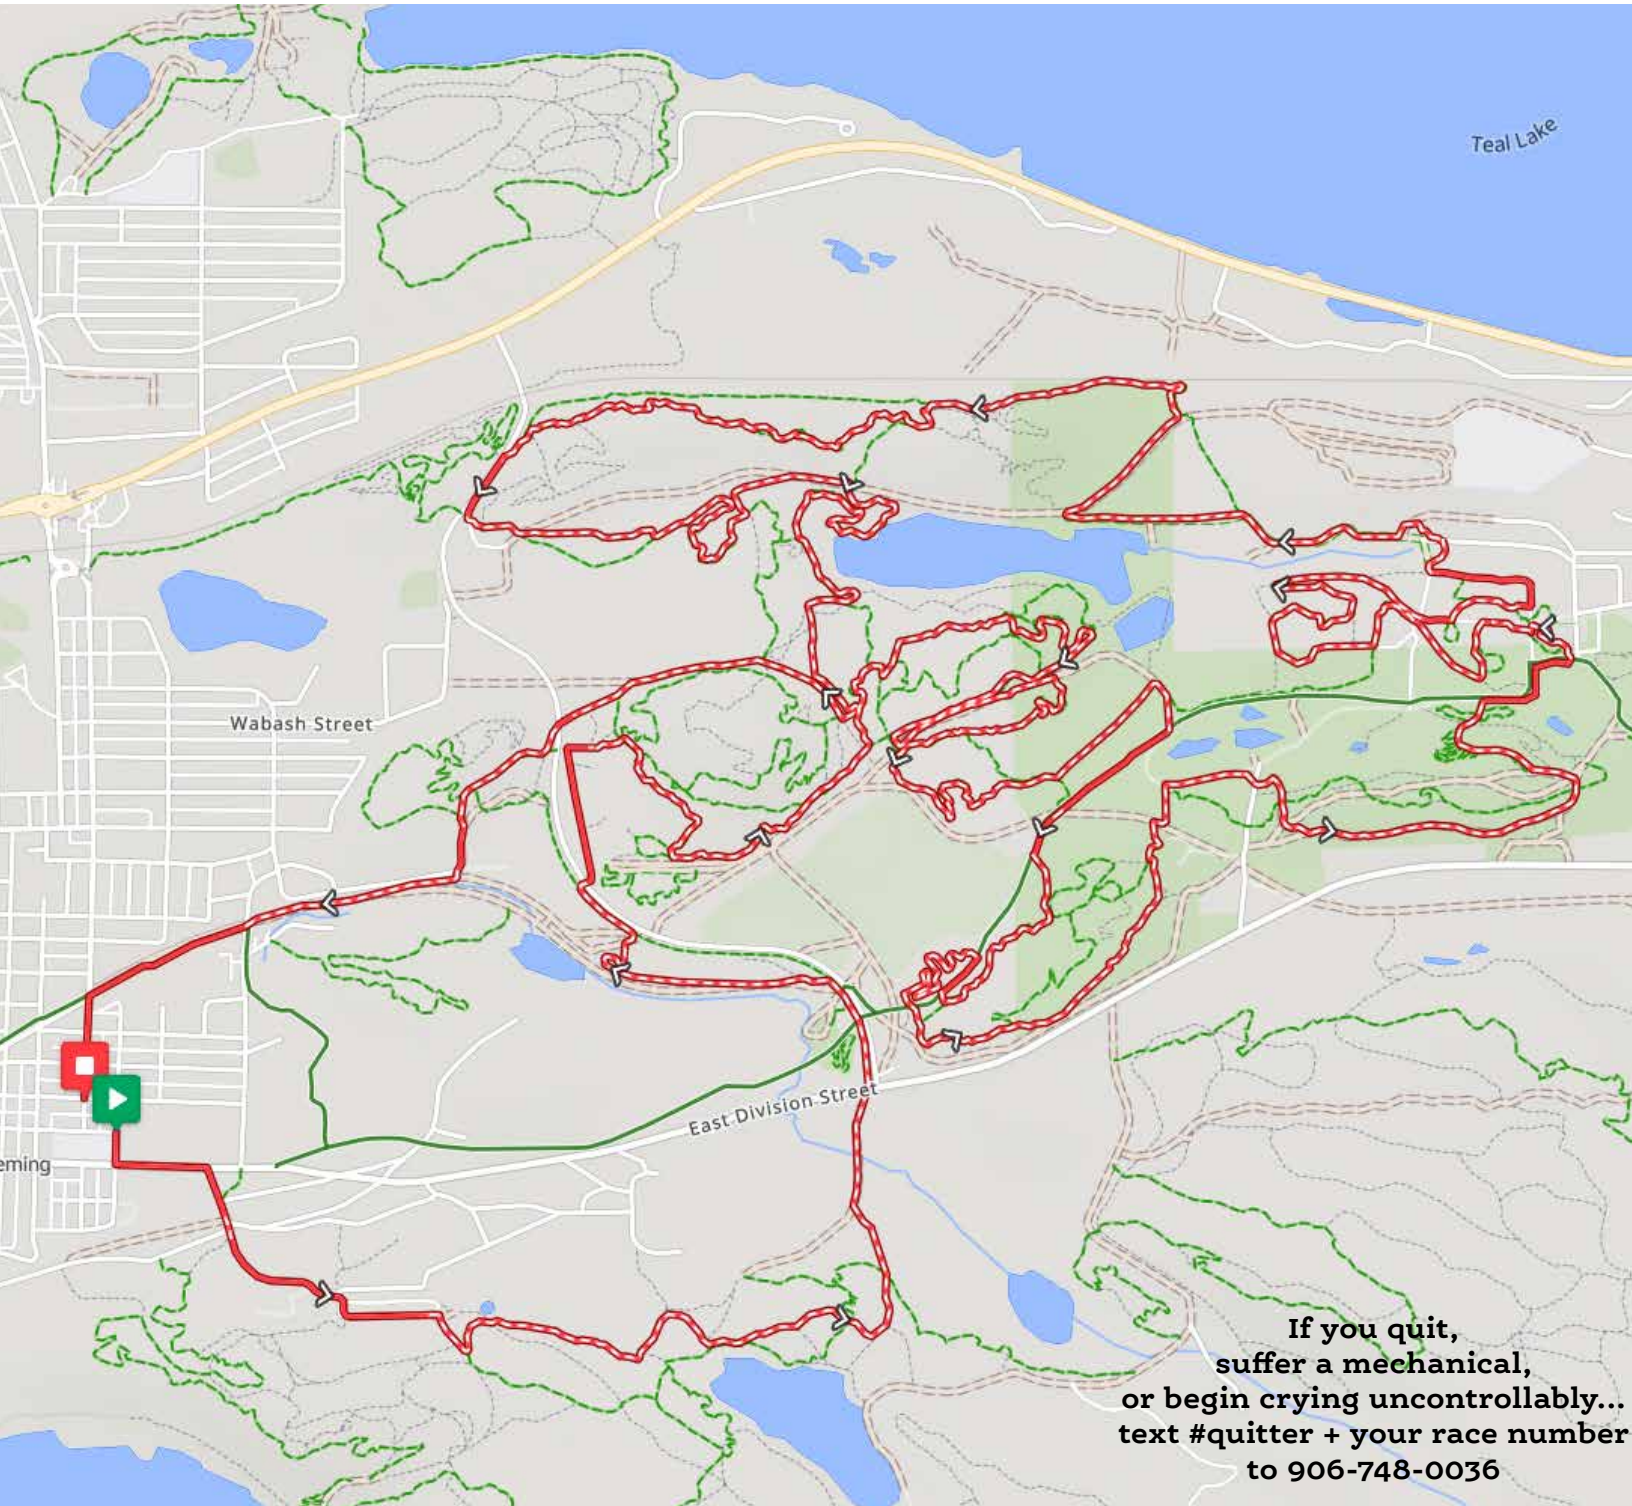 Teal Lake
Wabash Street
East Division Street
eming
If you quit,
suffer a mechanical,
or begin crying uncontrollably...
text #quitter + your race number
to 906-748-0036